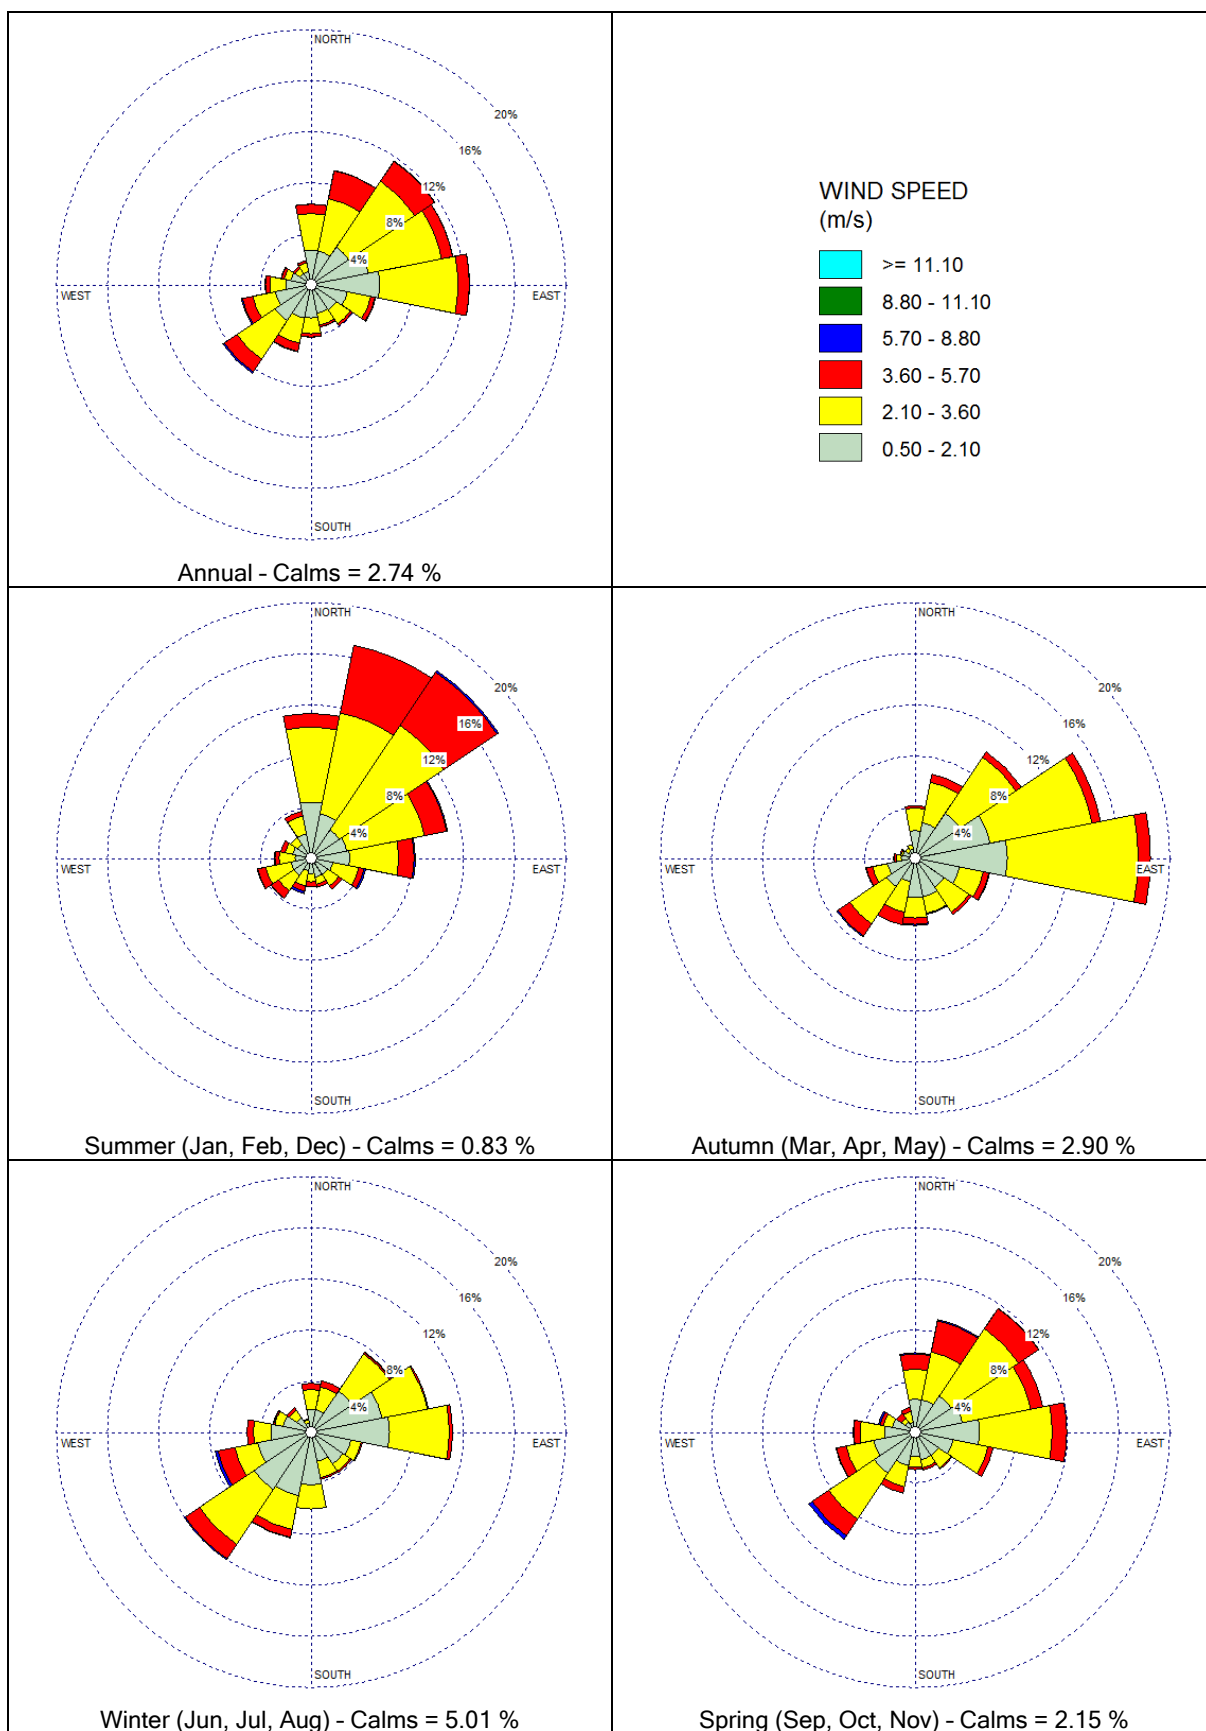 NORTH
20%
16%
12%
8%
4%
WEST
EAST
SOUTH
Annual - Calms = 2.74 %
WIND SPEED
(m/s)
>= 11.10
8.80 - 11.10
5.70 - 8.80
3.60 - 5.70
2.10 - 3.60
0.50 - 2.10
NORTH
20%
16%
12%
8%
4%
WEST
EAST
SOUTH
Summer (Jan, Feb, Dec) - Calms = 0.83 %
NORTH
20%
16%
12%
8%
4%
WEST
EAST
SOUTH
Autumn (Mar, Apr, May) - Calms = 2.90 %
NORTH
20%
16%
12%
8%
4%
WEST
EAST
SOUTH
Winter (Jun, Jul, Aug) - Calms = 5.01 %
NORTH
20%
16%
12%
8%
4%
WEST
EAST
SOUTH
Spring (Sep, Oct, Nov) - Calms = 2.15 %